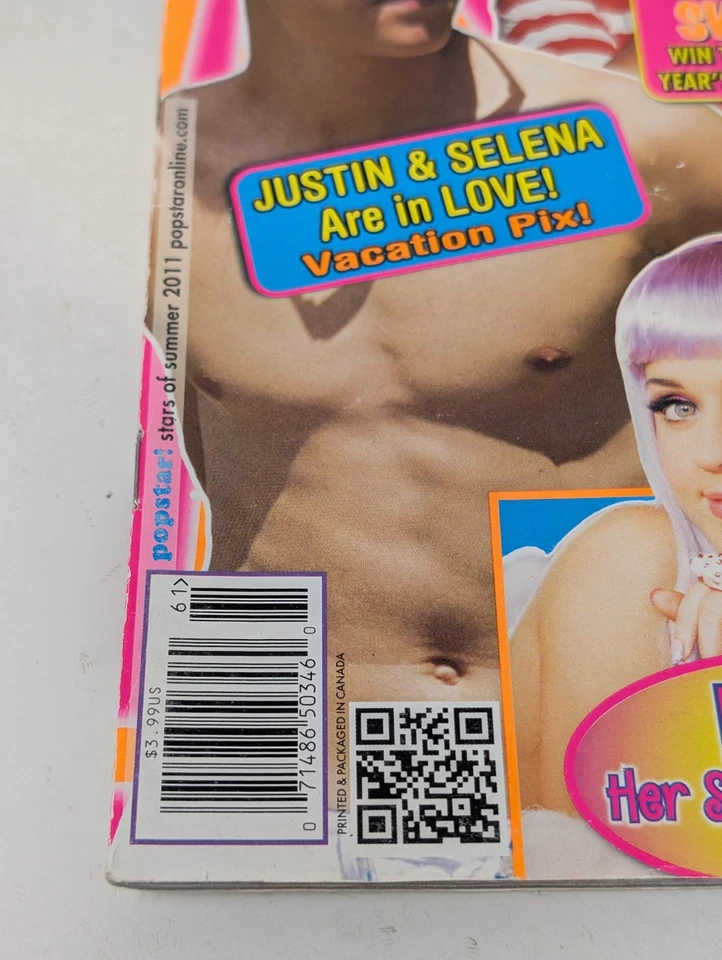 SW
WIN
YEAR'
JUSTIN & SELENA
Are in LOVE!
Vacation Pix!
popstar! stars of summer 2011 popstaronline.com
61>
$3.99US
0 71486 50346 0
PRINTED & PACKAGED IN CANADA
Her S